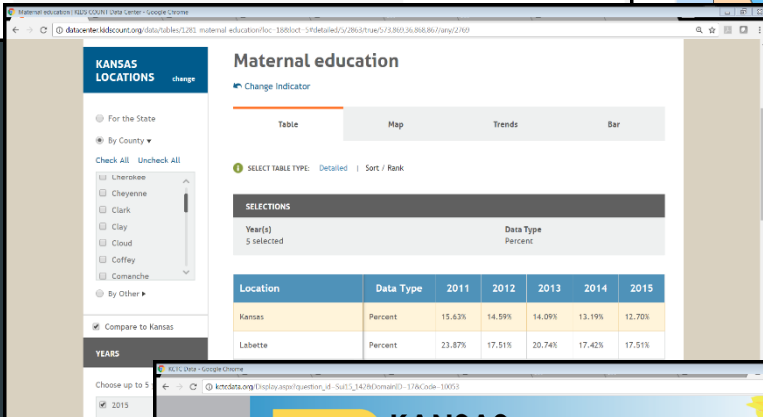 Maternal education | KIDS COUNT Data Center - Google Chrome
datacenter.kidscount.org/data/tables/1281-maternal-education?loc=18&loct=5#detailed/5/2863/true/573,869,36,868,867/any/2769
KANSAS
LOCATIONS change
For the State
By County ▾
Check All Uncheck All
Cherokee
Cheyenne
Clark
Clay
Cloud
Coffey
Comanche
By Other ▸
Compare to Kansas
YEARS
Choose up to 5
2015
Maternal education
Change Indicator
Table Map Trends Bar
SELECT TABLE TYPE: Detailed | Sort / Rank
SELECTIONS
Year(s) Data Type
5 selected Percent
Location Data Type 2011 2012 2013 2014 2015
Kansas Percent 15.63% 14.59% 14.09% 13.19% 12.70%
Labette Percent 23.87% 17.51% 20.74% 17.42% 17.51%
KCTC Data - Google Chrome
kctcdata.org/Display.aspx?question_id=Sul15_142&DomainID=17&Code=10053
KANSAS